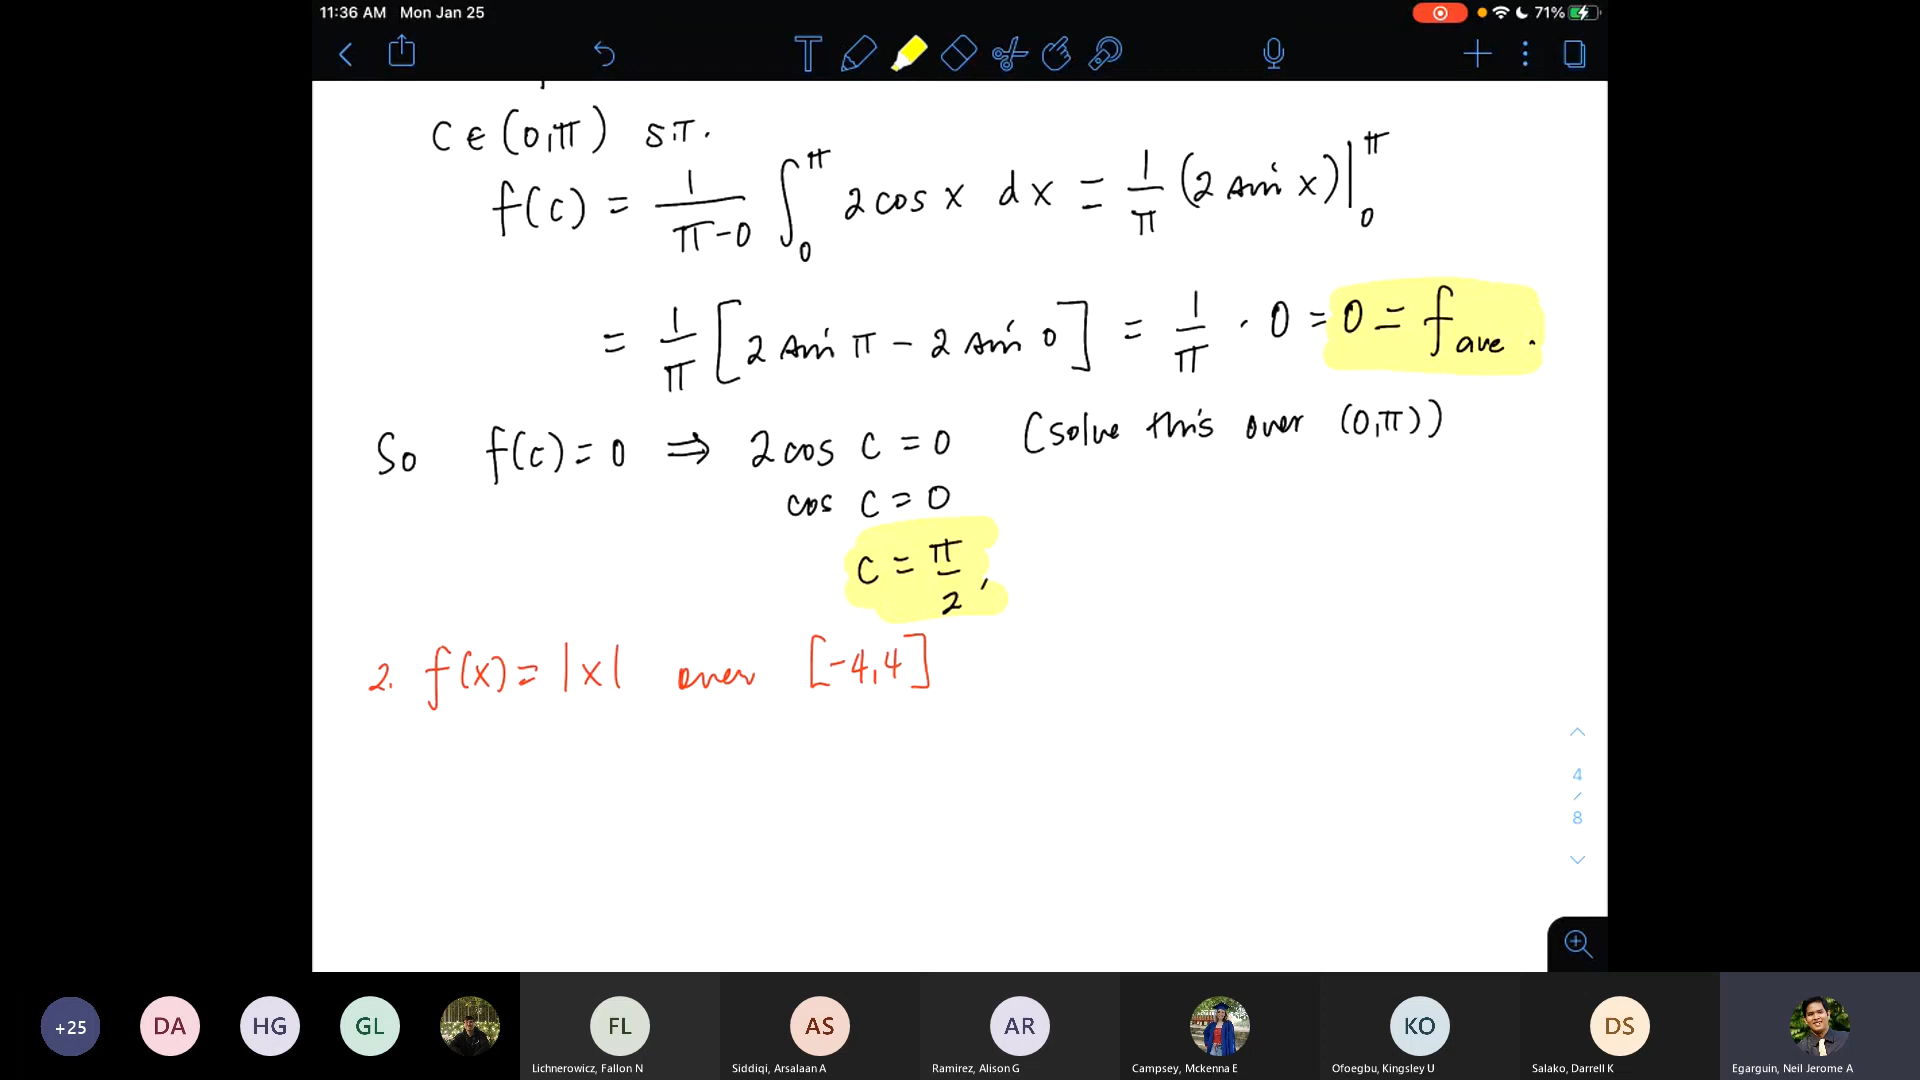 11:36 AM Mon Jan 25
71%
T
C ∈ (0,π) s.T.
f(c) = 1/(π-0) ∫_0^π 2 cos x dx = 1/π (2 sin x)|_0^π
= 1/π [2 sin π - 2 sin 0] = 1/π · 0 = 0 = f_ave.
So f(c) = 0 ⇒ 2 cos c = 0 (solve this over (0,π))
cos c = 0
c = π/2,
2. f(x) = |x| over [-4,4]
4
/
8
+25 DA HG GL FL AS AR KO DS
Lichnerowicz, Fallon N Siddiqi, Arsalaan A Ramirez, Alison G Campsey, Mckenna E Ofoegbu, Kingsley U Salako, Darrell K Egarguin, Neil Jerome A